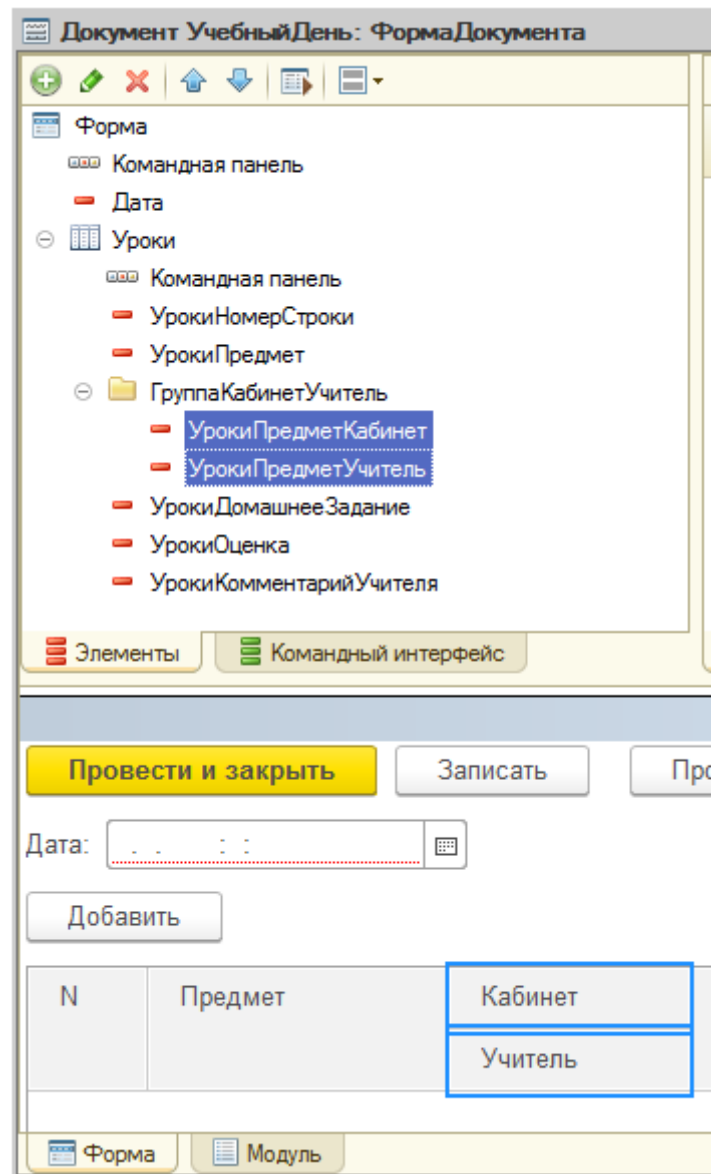 Документ УчебныйДень: ФормаДокумента
Форма
Командная панель
Дата
Уроки
Командная панель
УрокиНомерСтроки
УрокиПредмет
ГруппаКабинетУчитель
УрокиПредметКабинет
УрокиПредметУчитель
УрокиДомашнееЗадание
УрокиОценка
УрокиКомментарийУчителя
Элементы Командный интерфейс
Провести и закрыть Записать Про
Дата: . . : :
Добавить
N Предмет Кабинет
Учитель
Форма Модуль